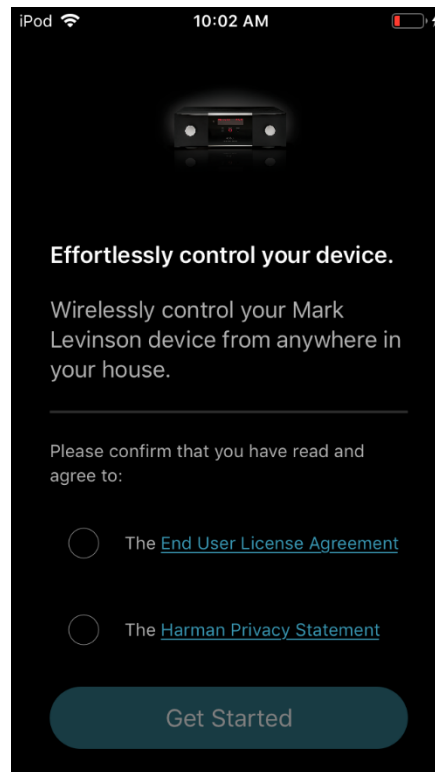 iPod 10:02 AM
Effortlessly control your device.
Wirelessly control your Mark
Levinson device from anywhere in
your house.
Please confirm that you have read and
agree to:
The End User License Agreement
The Harman Privacy Statement
Get Started